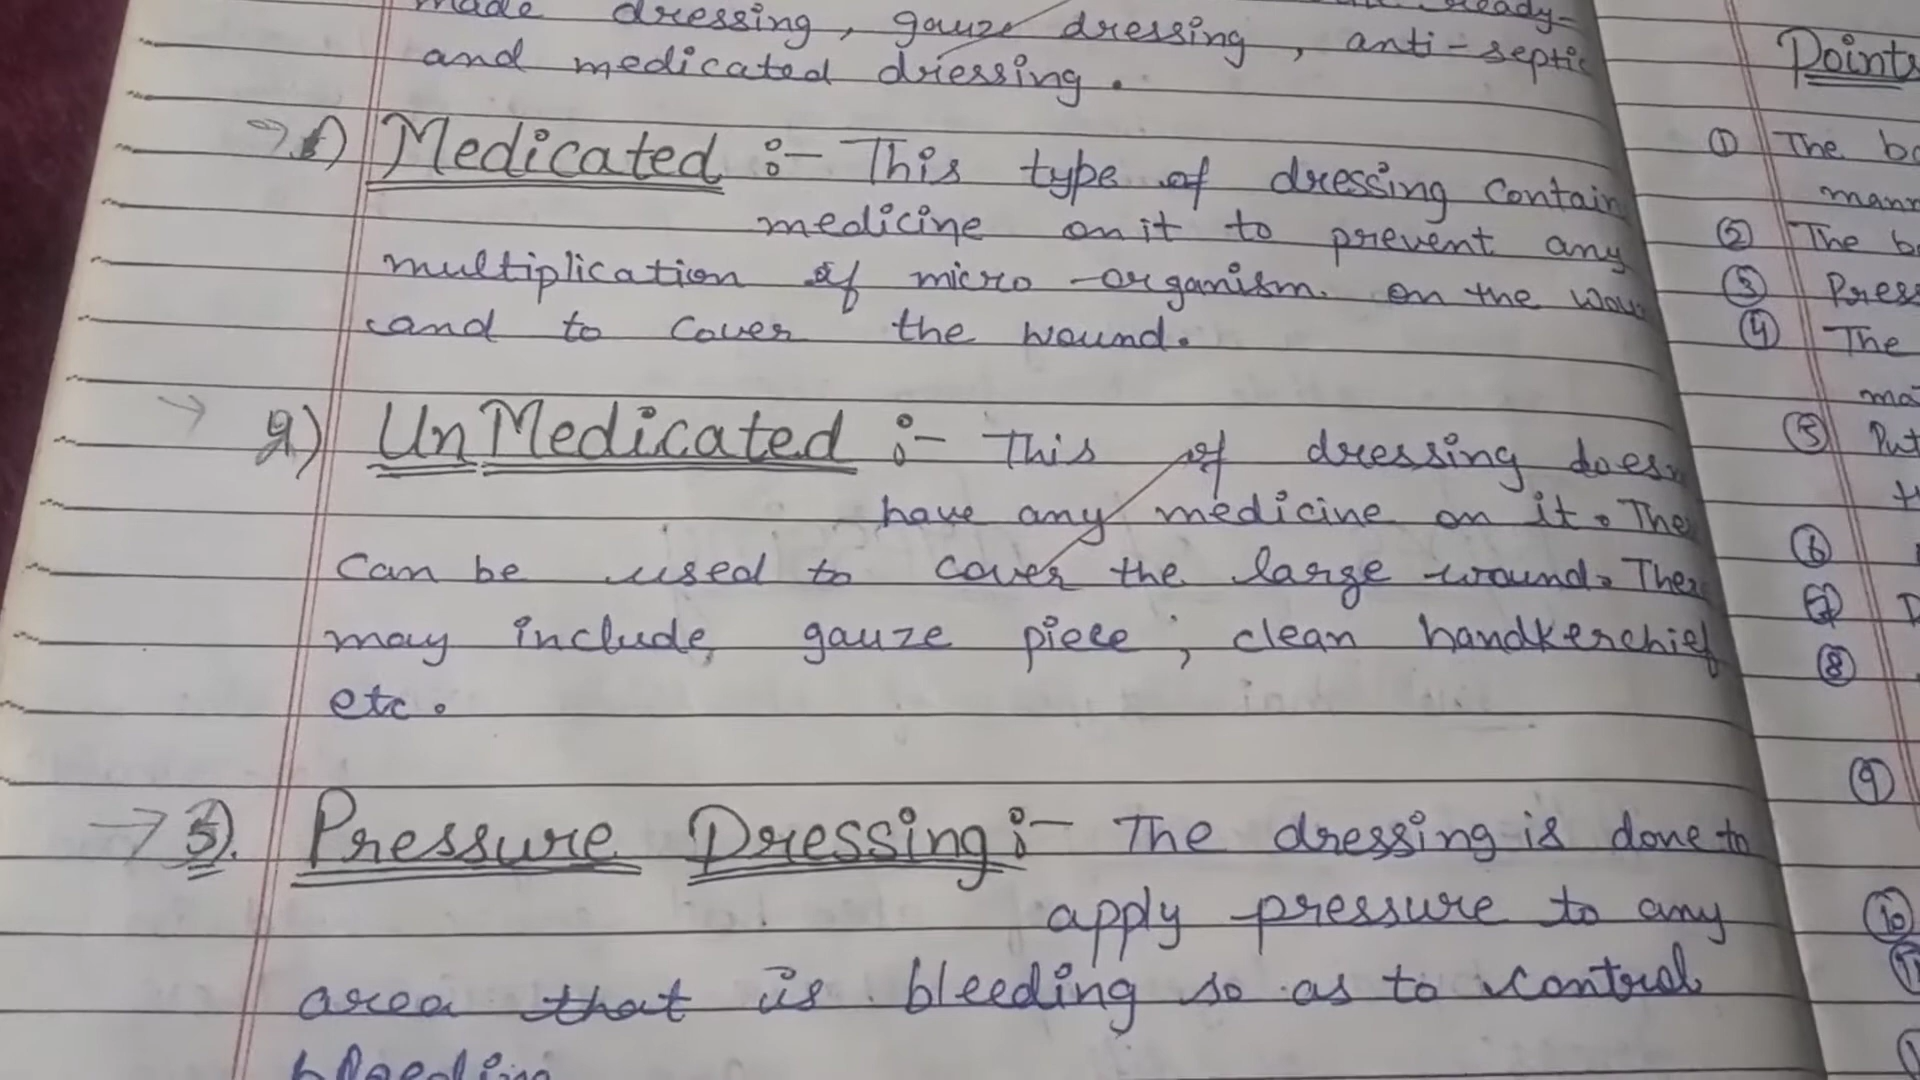 made dressing, gauze dressing, anti-septic
and medicated dressing.
→ 1) Medicated :- This type of dressing contain
medicine on it to prevent any
multiplication of micro-organism. on the
and to cover the wound.
→ 2) UnMedicated :- This of dressing
have any medicine on it. The
can be used to cover the large wound.
may include, gauze piece, clean handkerchief
etc.
→ 3). Pressure Dressing :- The dressing is done to
apply pressure to any
area that is bleeding so as to control
bleeding
Points
① The
② The
③
④ The
⑤ Put
⑥
⑦
⑧
⑨
⑩